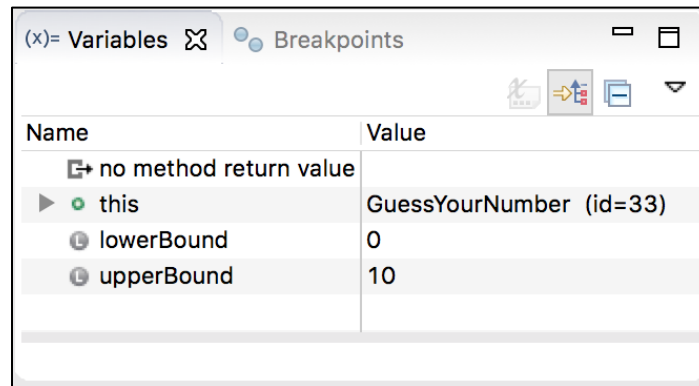 (x)= Variables Breakpoints
Name Value
no method return value
this GuessYourNumber (id=33)
L lowerBound 0
L upperBound 10